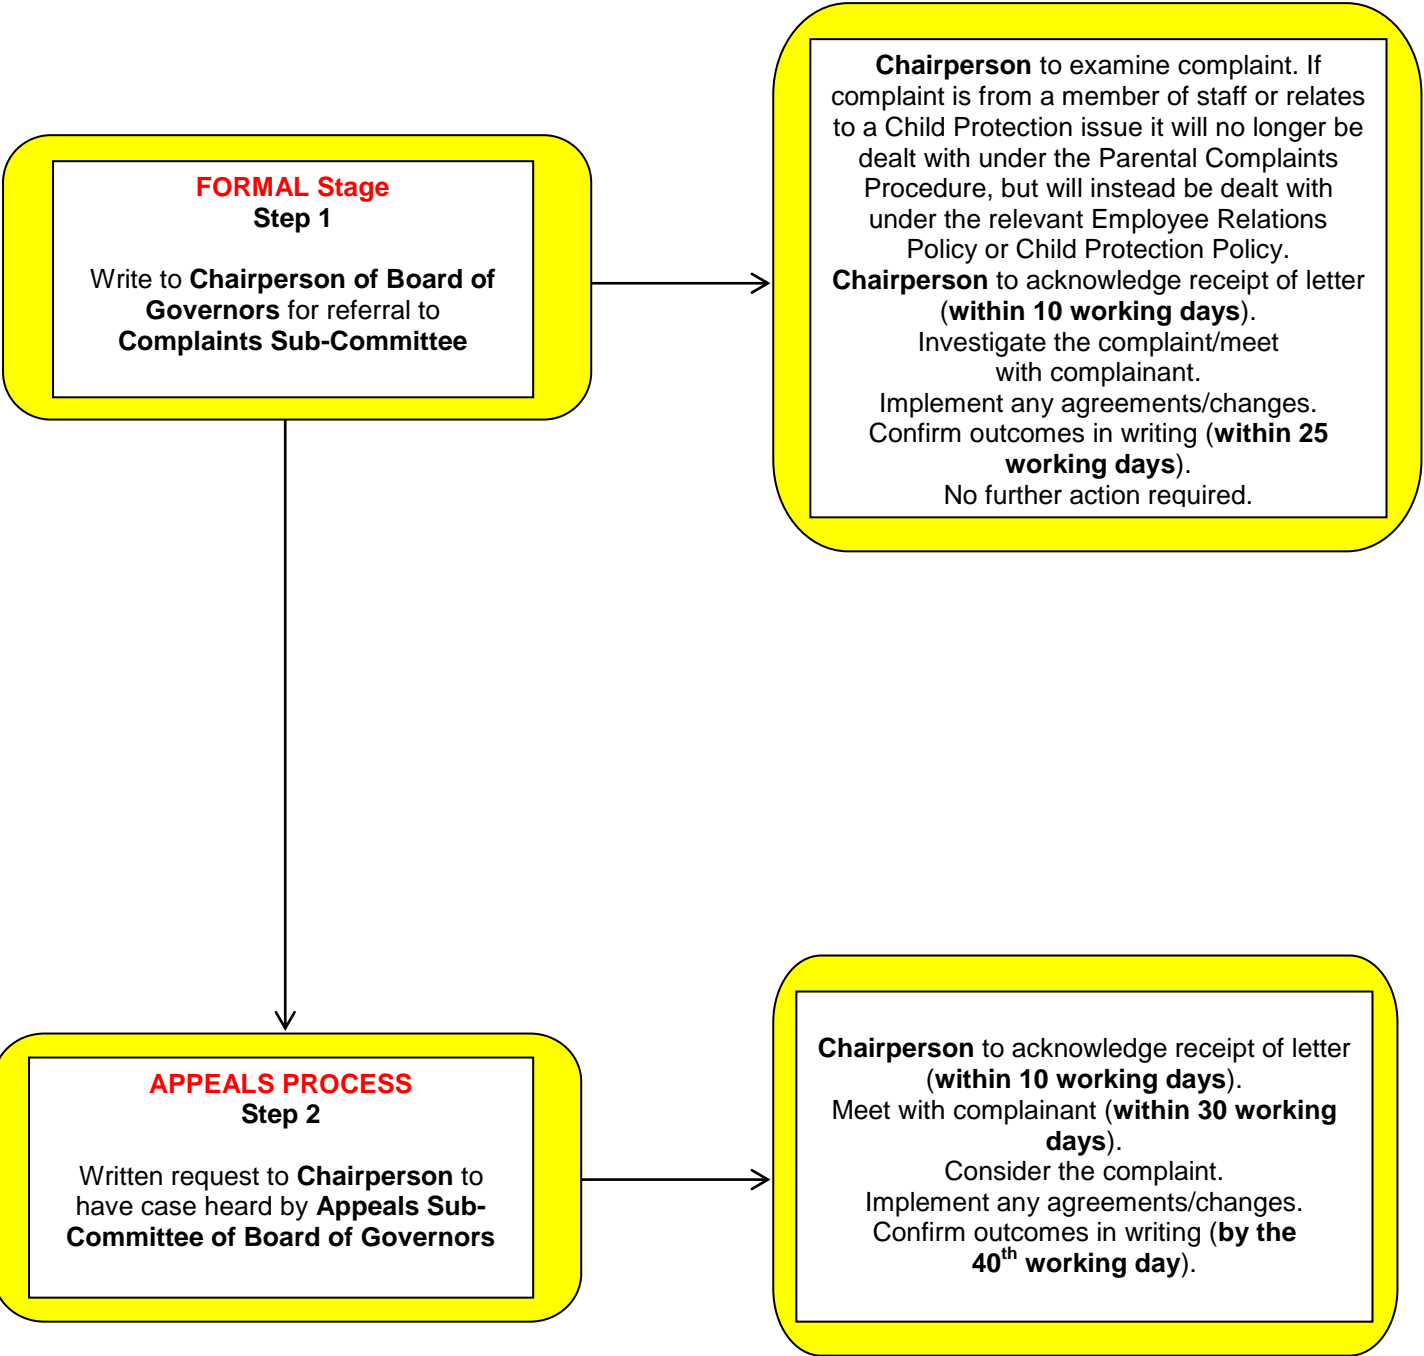 FORMAL Stage
Step 1
Write to Chairperson of Board of
Governors for referral to
Complaints Sub-Committee
Chairperson to examine complaint. If
complaint is from a member of staff or relates
to a Child Protection issue it will no longer be
dealt with under the Parental Complaints
Procedure, but will instead be dealt with
under the relevant Employee Relations
Policy or Child Protection Policy.
Chairperson to acknowledge receipt of letter
(within 10 working days).
Investigate the complaint/meet
with complainant.
Implement any agreements/changes.
Confirm outcomes in writing (within 25
working days).
No further action required.
APPEALS PROCESS
Step 2
Written request to Chairperson to
have case heard by Appeals Sub-
Committee of Board of Governors
Chairperson to acknowledge receipt of letter
(within 10 working days).
Meet with complainant (within 30 working
days).
Consider the complaint.
Implement any agreements/changes.
Confirm outcomes in writing (by the
40th working day).